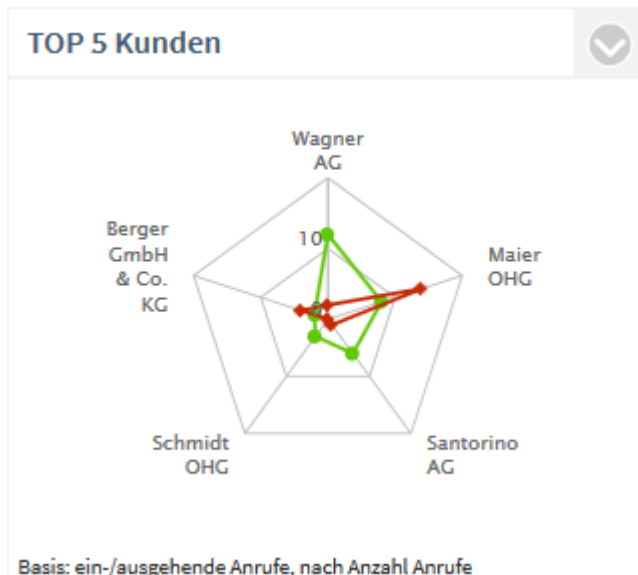 TOP 5 Kunden
Wagner
AG
Berger
GmbH
& Co.
KG
10
Maier
OHG
0
Schmidt
OHG
Santorino
AG
Basis: ein-/ausgehende Anrufe, nach Anzahl Anrufe